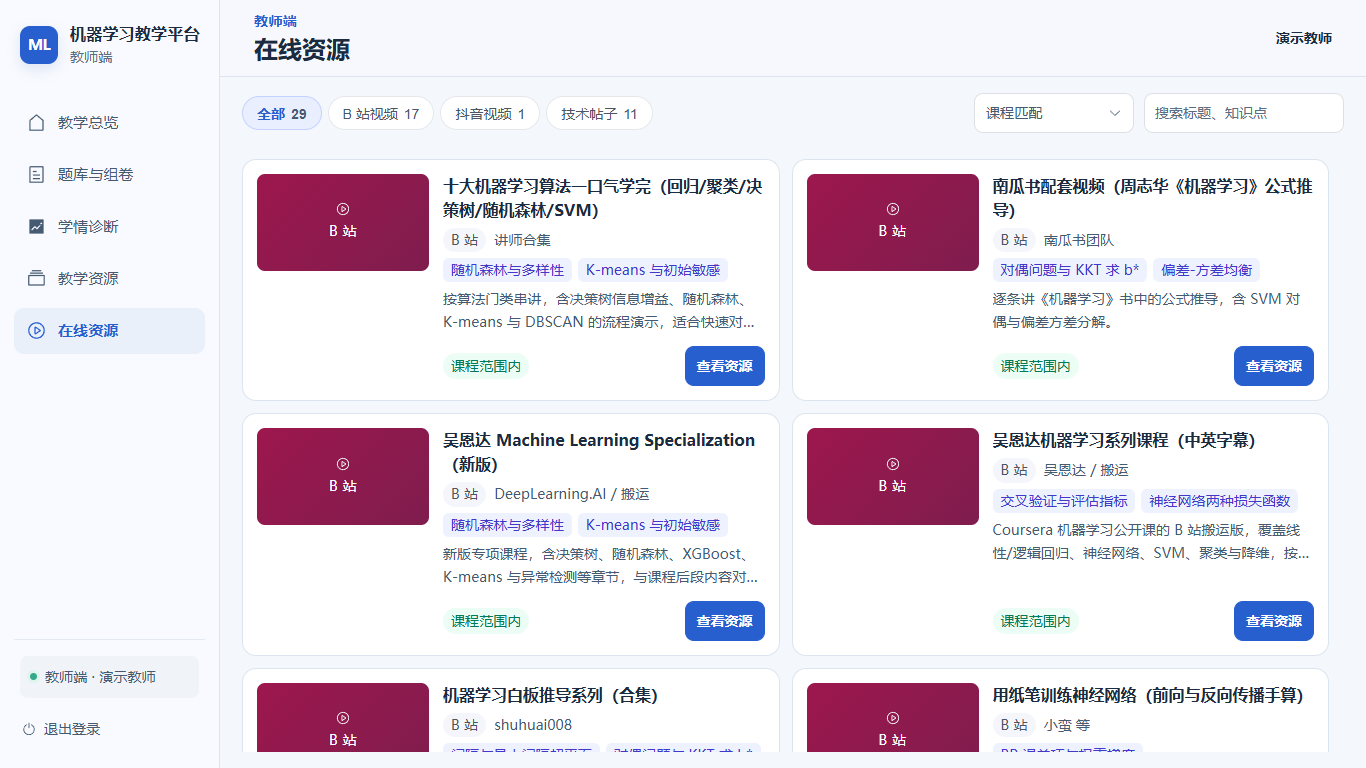 ML
机器学习教学平台
教师端
教学总览
题库与组卷
学情诊断
教学资源
在线资源
教师端 · 演示教师
退出登录
教师端
在线资源
演示教师
全部 29
B 站视频 17
抖音视频 1
技术帖子 11
课程匹配
搜索标题、知识点
B 站
十大机器学习算法一口气学完（回归/聚类/决
策树/随机森林/SVM）
B 站 讲师合集
随机森林与多样性 K-means 与初始敏感
按算法门类串讲，含决策树信息增益、随机森林、
K-means 与 DBSCAN 的流程演示，适合快速对…
课程范围内
查看资源
B 站
南瓜书配套视频（周志华《机器学习》公式推
导）
B 站 南瓜书团队
对偶问题与 KKT 求 b* 偏差-方差均衡
逐条讲《机器学习》书中的公式推导，含 SVM 对
偶与偏差方差分解。
课程范围内
查看资源
B 站
吴恩达 Machine Learning Specialization
（新版）
B 站 DeepLearning.AI / 搬运
随机森林与多样性 K-means 与初始敏感
新版专项课程，含决策树、随机森林、XGBoost、
K-means 与异常检测等章节，与课程后段内容对…
课程范围内
查看资源
B 站
吴恩达机器学习系列课程（中英字幕）
B 站 吴恩达 / 搬运
交叉验证与评估指标 神经网络两种损失函数
Coursera 机器学习公开课的 B 站搬运版，覆盖线
性/逻辑回归、神经网络、SVM、聚类与降维，按…
课程范围内
查看资源
B 站
机器学习白板推导系列（合集）
B 站 shuhuai008
B 站
用纸笔训练神经网络（前向与反向传播手算）
B 站 小蛮 等